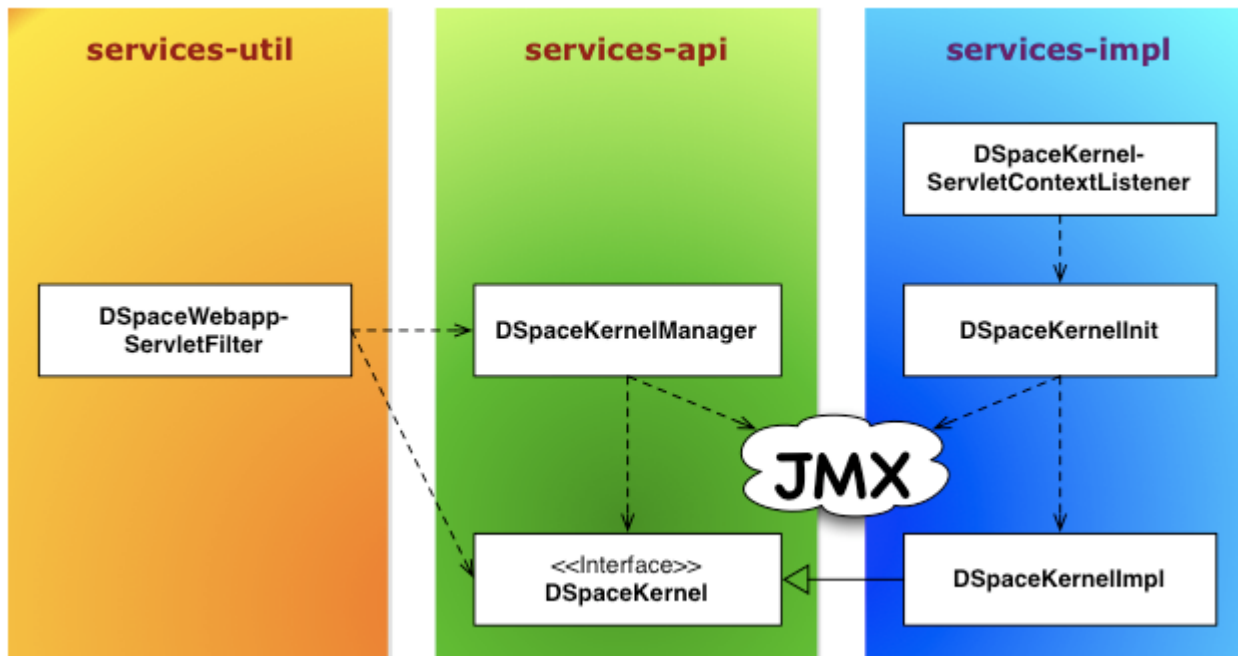 services-util
services-api
services-impl
DSpaceKernel-
ServletContextListener
DSpaceWebapp-
ServletFilter
DSpaceKernelManager
DSpaceKernelInit
JMX
<<Interface>>
DSpaceKernel
DSpaceKernelImpl